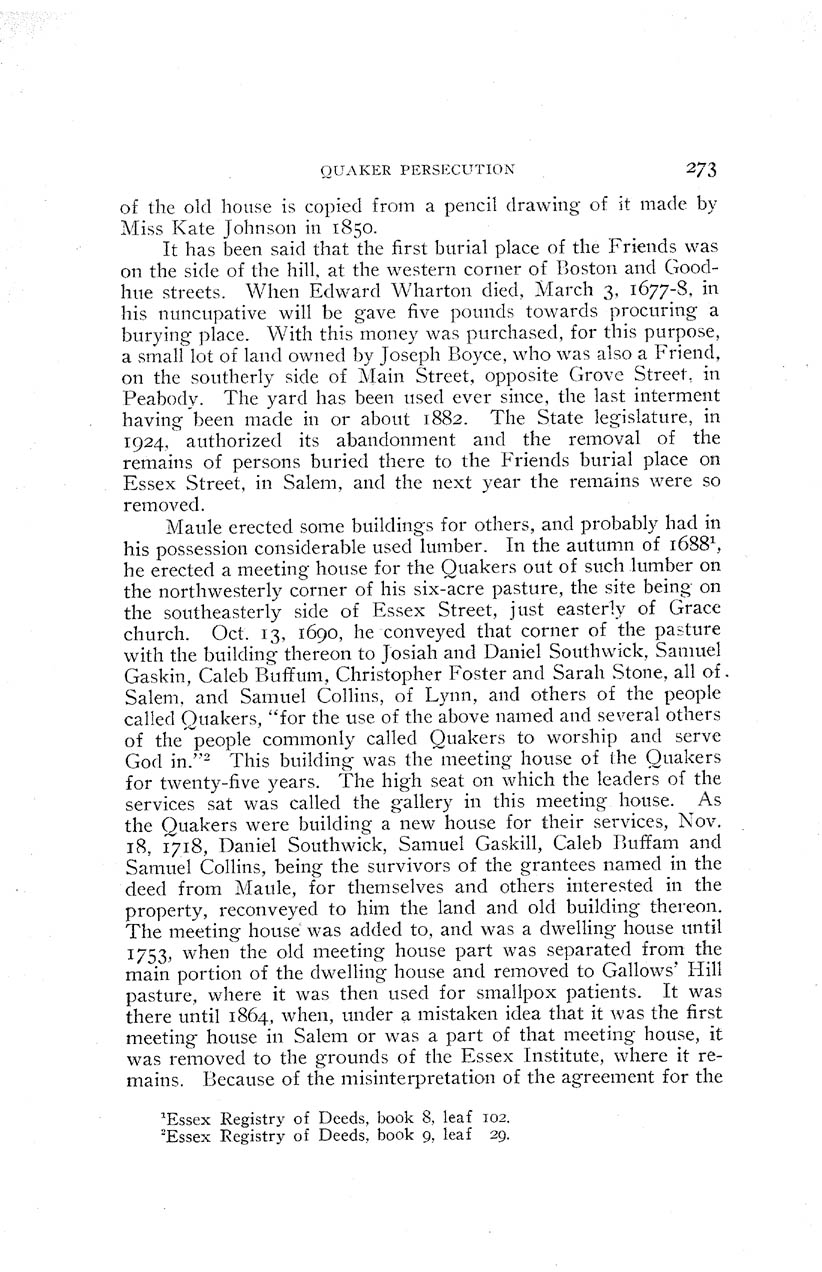 QUAKER PERSECUTION 273
of the old house is copied from a pencil drawing of it made by
Miss Kate Johnson in 1850.
It has been said that the first burial place of the Friends was
on the side of the hill, at the western corner of Boston and Good-
hue streets. When Edward Wharton died, March 3, 1677-8, in
his nuncupative will be gave five pounds towards procuring a
burying place. With this money was purchased, for this purpose,
a small lot of land owned by Joseph Boyce, who was also a Friend,
on the southerly side of Main Street, opposite Grove Street, in
Peabody. The yard has been used ever since, the last interment
having been made in or about 1882. The State legislature, in
1924, authorized its abandonment and the removal of the
remains of persons buried there to the Friends burial place on
Essex Street, in Salem, and the next year the remains were so
removed.
Maule erected some buildings for others, and probably had in
his possession considerable used lumber. In the autumn of 1688¹,
he erected a meeting house for the Quakers out of such lumber on
the northwesterly corner of his six-acre pasture, the site being on
the southeasterly side of Essex Street, just easterly of Grace
church. Oct. 13, 1690, he conveyed that corner of the pasture
with the building thereon to Josiah and Daniel Southwick, Samuel
Gaskin, Caleb Buffum, Christopher Foster and Sarah Stone, all of
Salem, and Samuel Collins, of Lynn, and others of the people
called Quakers, “for the use of the above named and several others
of the people commonly called Quakers to worship and serve
God in.”² This building was the meeting house of the Quakers
for twenty-five years. The high seat on which the leaders of the
services sat was called the gallery in this meeting house. As
the Quakers were building a new house for their services, Nov.
18, 1718, Daniel Southwick, Samuel Gaskill, Caleb Buffam and
Samuel Collins, being the survivors of the grantees named in the
deed from Maule, for themselves and others interested in the
property, reconveyed to him the land and old building thereon.
The meeting house was added to, and was a dwelling house until
1753, when the old meeting house part was separated from the
main portion of the dwelling house and removed to Gallows' Hill
pasture, where it was then used for smallpox patients. It was
there until 1864, when, under a mistaken idea that it was the first
meeting house in Salem or was a part of that meeting house, it
was removed to the grounds of the Essex Institute, where it re-
mains. Because of the misinterpretation of the agreement for the
¹Essex Registry of Deeds, book 8, leaf 102.
²Essex Registry of Deeds, book 9, leaf 29.